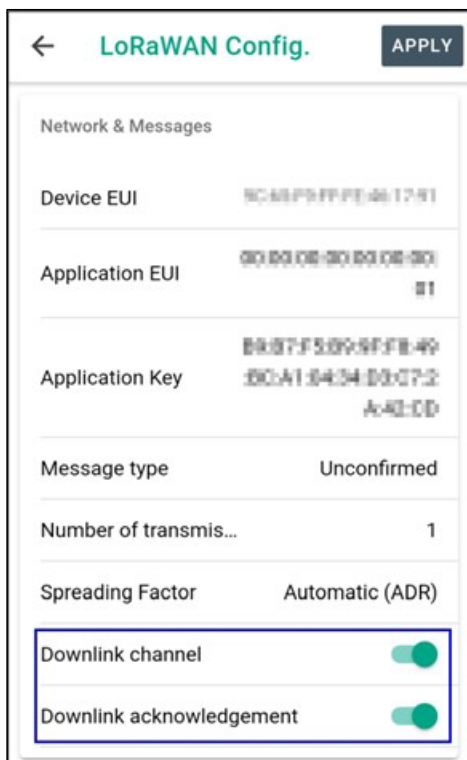 LoRaWAN Config.
APPLY
Network & Messages
Device EUI
Application EUI
Application Key
Message type Unconfirmed
Number of transmis... 1
Spreading Factor Automatic (ADR)
Downlink channel
Downlink acknowledgement